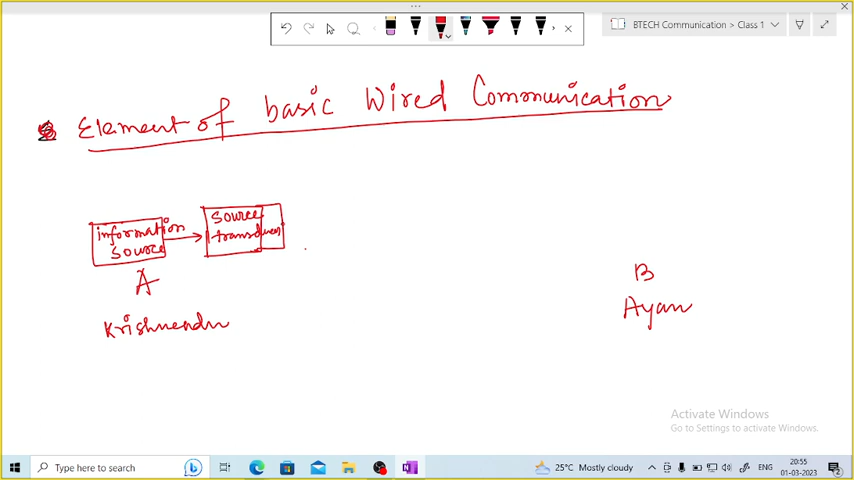 BTECH Communication > Class 1
Element of basic Wired Communication
information source
source transducer
A
Krishnendu
B
Ayan
Activate Windows
Go to Settings to activate Windows.
Type here to search
25°C Mostly cloudy
ENG
20:55
01-03-2023
2